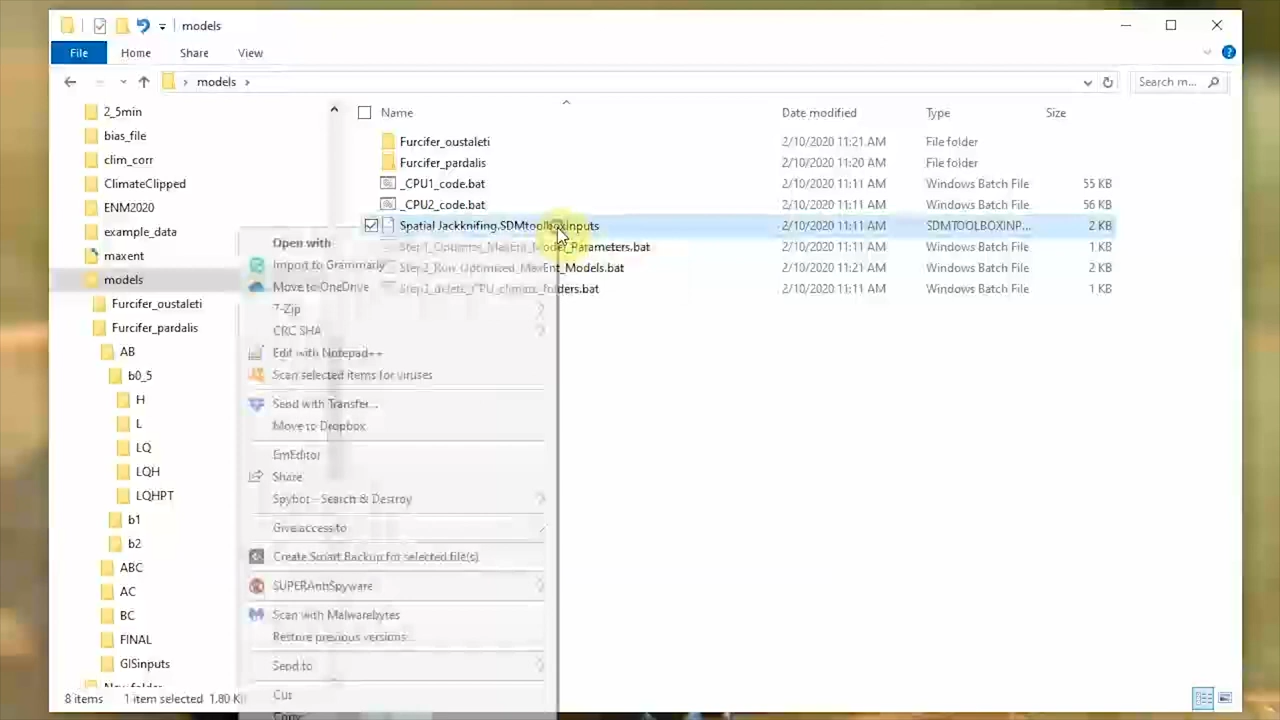 models
File Home Share View
models Search m...
2_5min
bias_file
clim_corr
ClimateClipped
ENM2020
example_data
maxent
models
Furcifer_oustaleti
Furcifer_pardalis
AB
b0_5
H
L
LQ
LQH
LQHPT
b1
b2
ABC
AC
BC
FINAL
GISinputs
New folder
Name Date modified Type Size
Furcifer_oustaleti 2/10/2020 11:21 AM File folder
Furcifer_pardalis 2/10/2020 11:20 AM File folder
_CPU1_code.bat 2/10/2020 11:11 AM Windows Batch File 55 KB
_CPU2_code.bat 2/10/2020 11:11 AM Windows Batch File 56 KB
Spatial Jackknifing.SDMtoolboxInputs 2/10/2020 11:11 AM SDMTOOLBOXINP... 2 KB
Step1_Optimize_MaxEnt_Model_Parameters.bat 2/10/2020 11:11 AM Windows Batch File 1 KB
Step2_Run_Optimized_MaxEnt_Models.bat 2/10/2020 11:11 AM Windows Batch File 2 KB
Step3_delete_CPU_climate_folders.bat 2/10/2020 11:11 AM Windows Batch File 1 KB
Open with
Import to Grammarly
Move to OneDrive
7-Zip
CRC SHA
Edit with Notepad++
Scan selected items for viruses
Send with Transfer...
Move to Dropbox
EmEditor
Share
Spybot - Search & Destroy
Give access to
Create Smart Backup for selected file(s)
SUPERAntiSpyware
Scan with Malwarebytes
Restore previous versions...
Send to
Cut
Copy
8 items 1 item selected 1.80 K